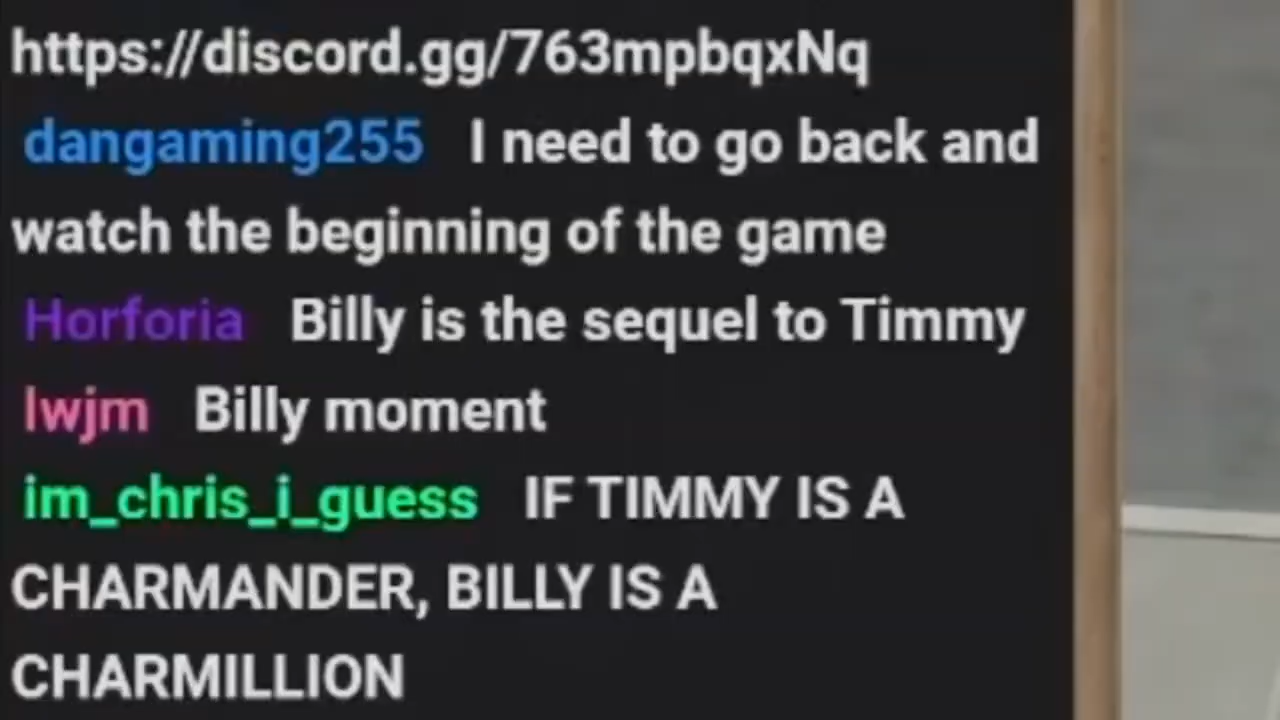 https://discord.gg/763mpbqxNq
dangaming255 I need to go back and
watch the beginning of the game
Horforia Billy is the sequel to Timmy
lwjm Billy moment
im_chris_i_guess IF TIMMY IS A
CHARMANDER, BILLY IS A
CHARMILLION